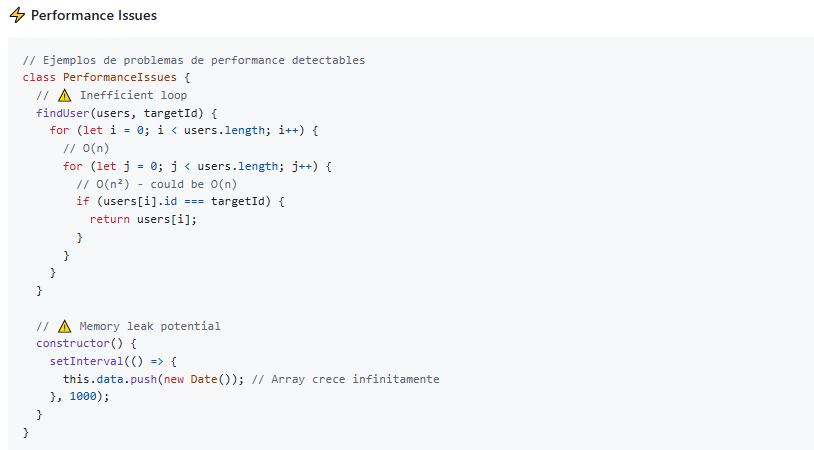 ⚡ Performance Issues
// Ejemplos de problemas de performance detectables
class PerformanceIssues {
  // ⚠️ Inefficient loop
  findUser(users, targetId) {
    for (let i = 0; i < users.length; i++) {
      // O(n)
      for (let j = 0; j < users.length; j++) {
        // O(n²) - could be O(n)
        if (users[i].id === targetId) {
          return users[i];
        }
      }
    }
  }

  // ⚠️ Memory leak potential
  constructor() {
    setInterval(() => {
      this.data.push(new Date()); // Array crece infinitamente
    }, 1000);
  }
}